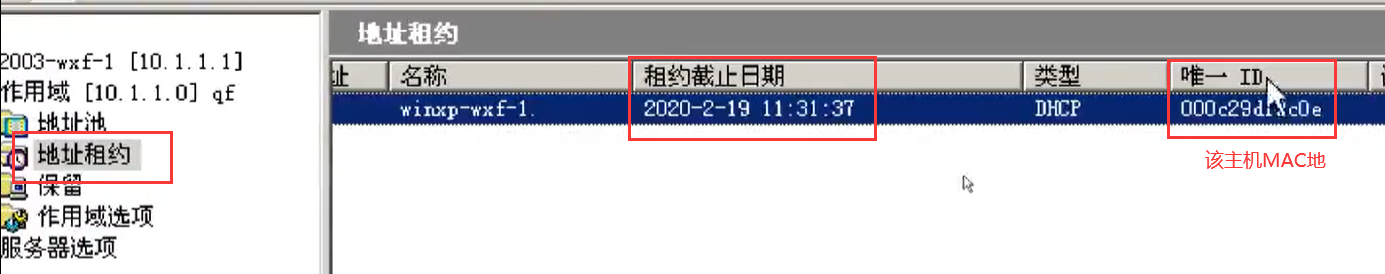 地址租约
2003-wxf-1 [10.1.1.1]
作用域 [10.1.1.0] qf
地址池
地址租约
保留
作用域选项
服务器选项
址 名称 租约截止日期 类型 唯一 ID
winxp-wxf-1. 2020-2-19 11:31:37 DHCP
该主机MAC地